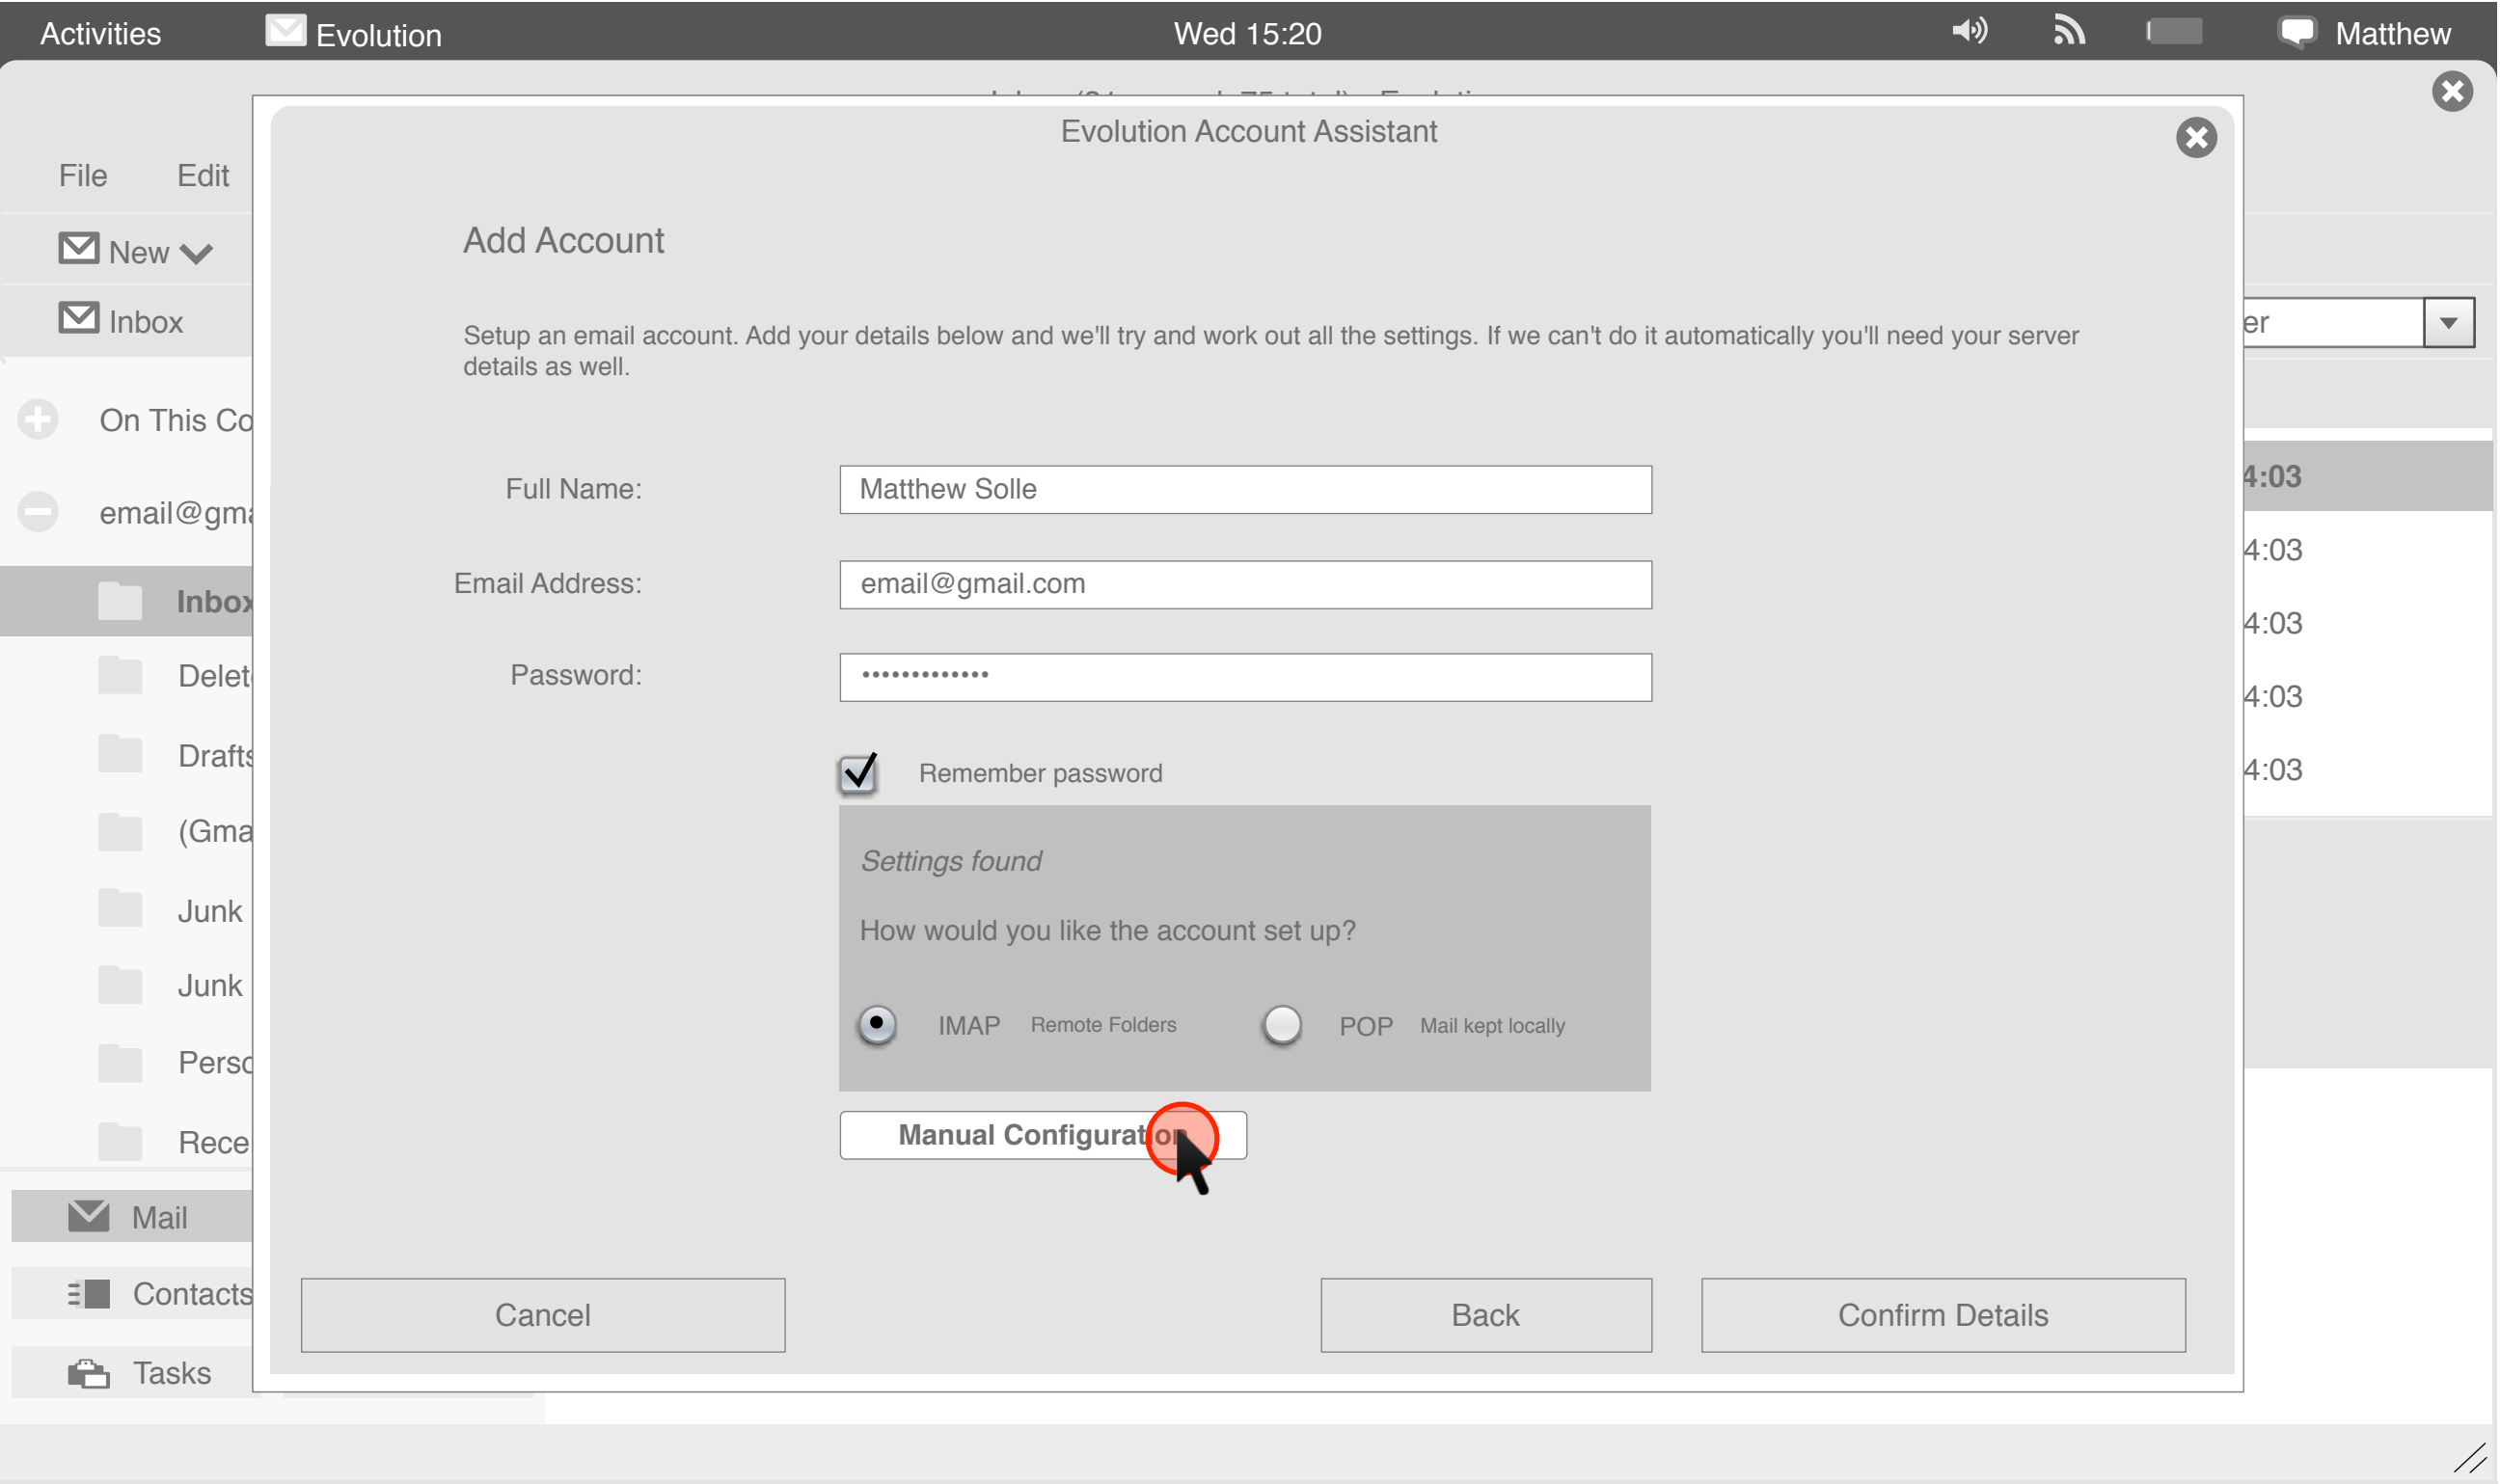 Activities
Evolution
Wed 15:20
Matthew
Evolution Account Assistant
File Edit
New
Inbox
Add Account
Setup an email account. Add your details below and we'll try and work out all the settings. If we can't do it automatically you'll need your server
details as well.
er
On This Co
email@gma
Inbox
Delet
Drafts
(Gma
Junk
Junk
Perso
Rece
Mail
Contacts
Tasks
Full Name: Matthew Solle
Email Address: email@gmail.com
Password: •••••••••••••
Remember password
Settings found
How would you like the account set up?
IMAP Remote Folders POP Mail kept locally
Manual Configuration
Cancel Back Confirm Details
4:03
4:03
4:03
4:03
4:03